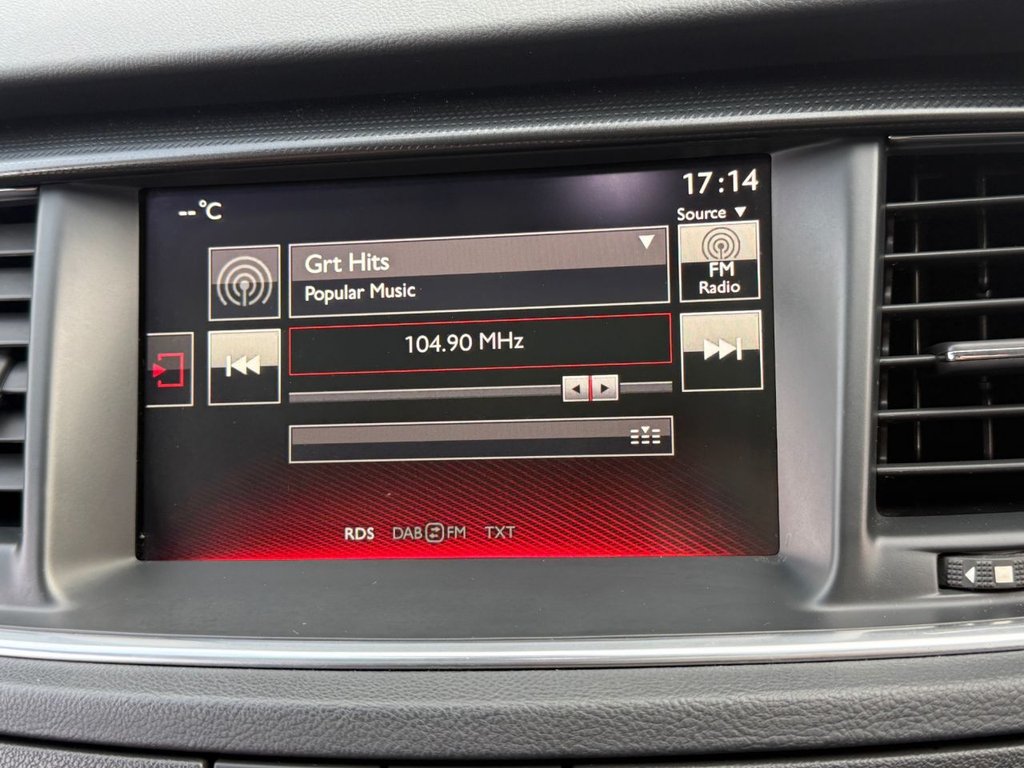 --°C
17:14
Source
Grt Hits
Popular Music
FM
Radio
104.90 MHz
RDS DAB FM TXT